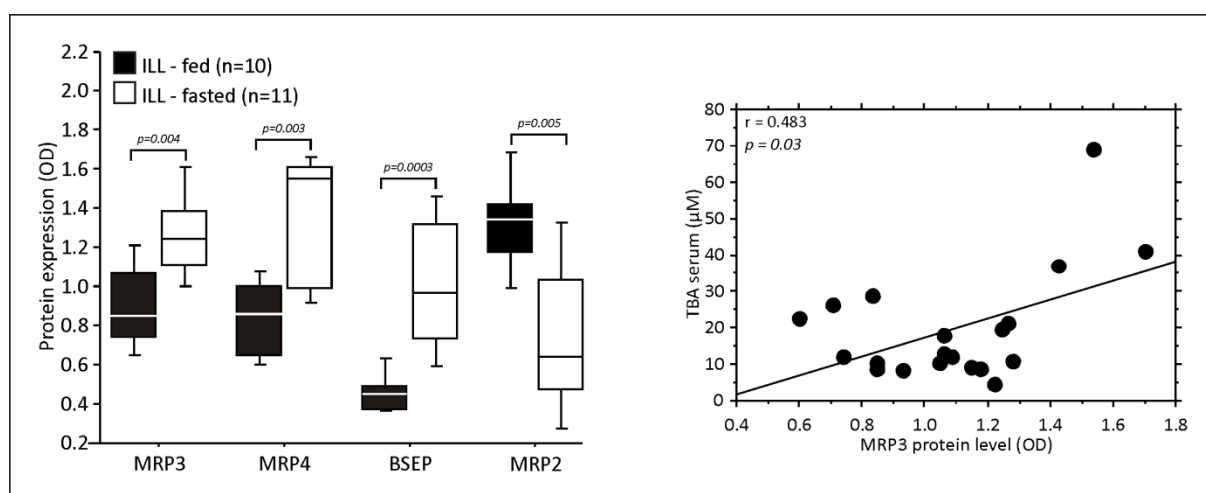 2.2
2.0
1.8
1.6
1.4
1.2
1.0
0.8
0.6
0.4
0.2
Protein expression (OD)
ILL - fed (n=10)
ILL - fasted (n=11)
p=0.004
p=0.003
p=0.0003
p=0.005
MRP3 MRP4 BSEP MRP2
80
70
60
50
40
30
20
10
0
TBA serum (μM)
r = 0.483
p = 0.03
0.4 0.6 0.8 1.0 1.2 1.4 1.6 1.8
MRP3 protein level (OD)